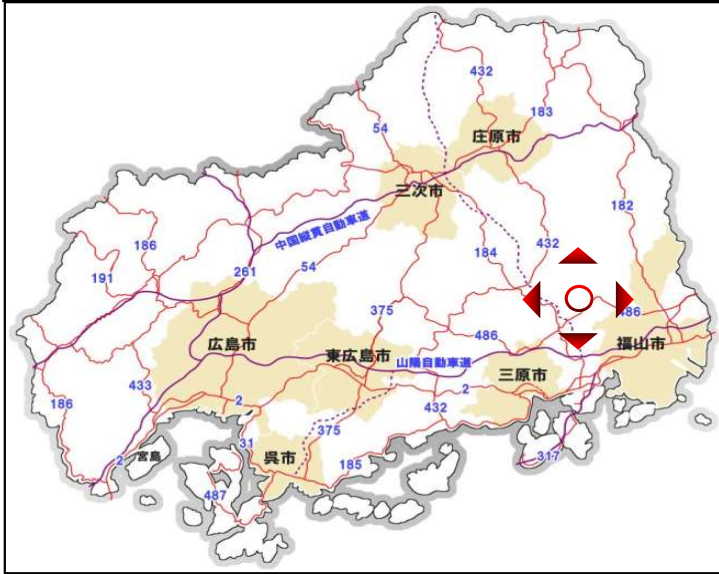 432
183
54
庄原市
三次市
182
186
中国縦貫自動車道
184
432
191
261
54
375
486
広島市
486
福山市
東広島市
山陽自動車道
三原市
433
186
2
432
2
31
375
2
宮島
呉市
185
317
487